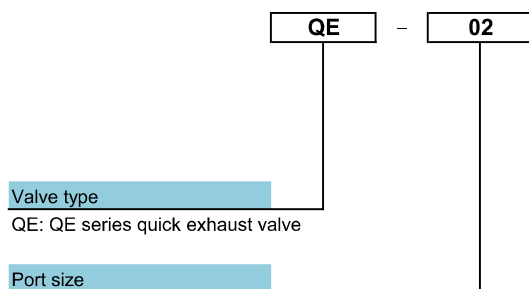 QE – 02
Valve type
QE: QE series quick exhaust valve
Port size